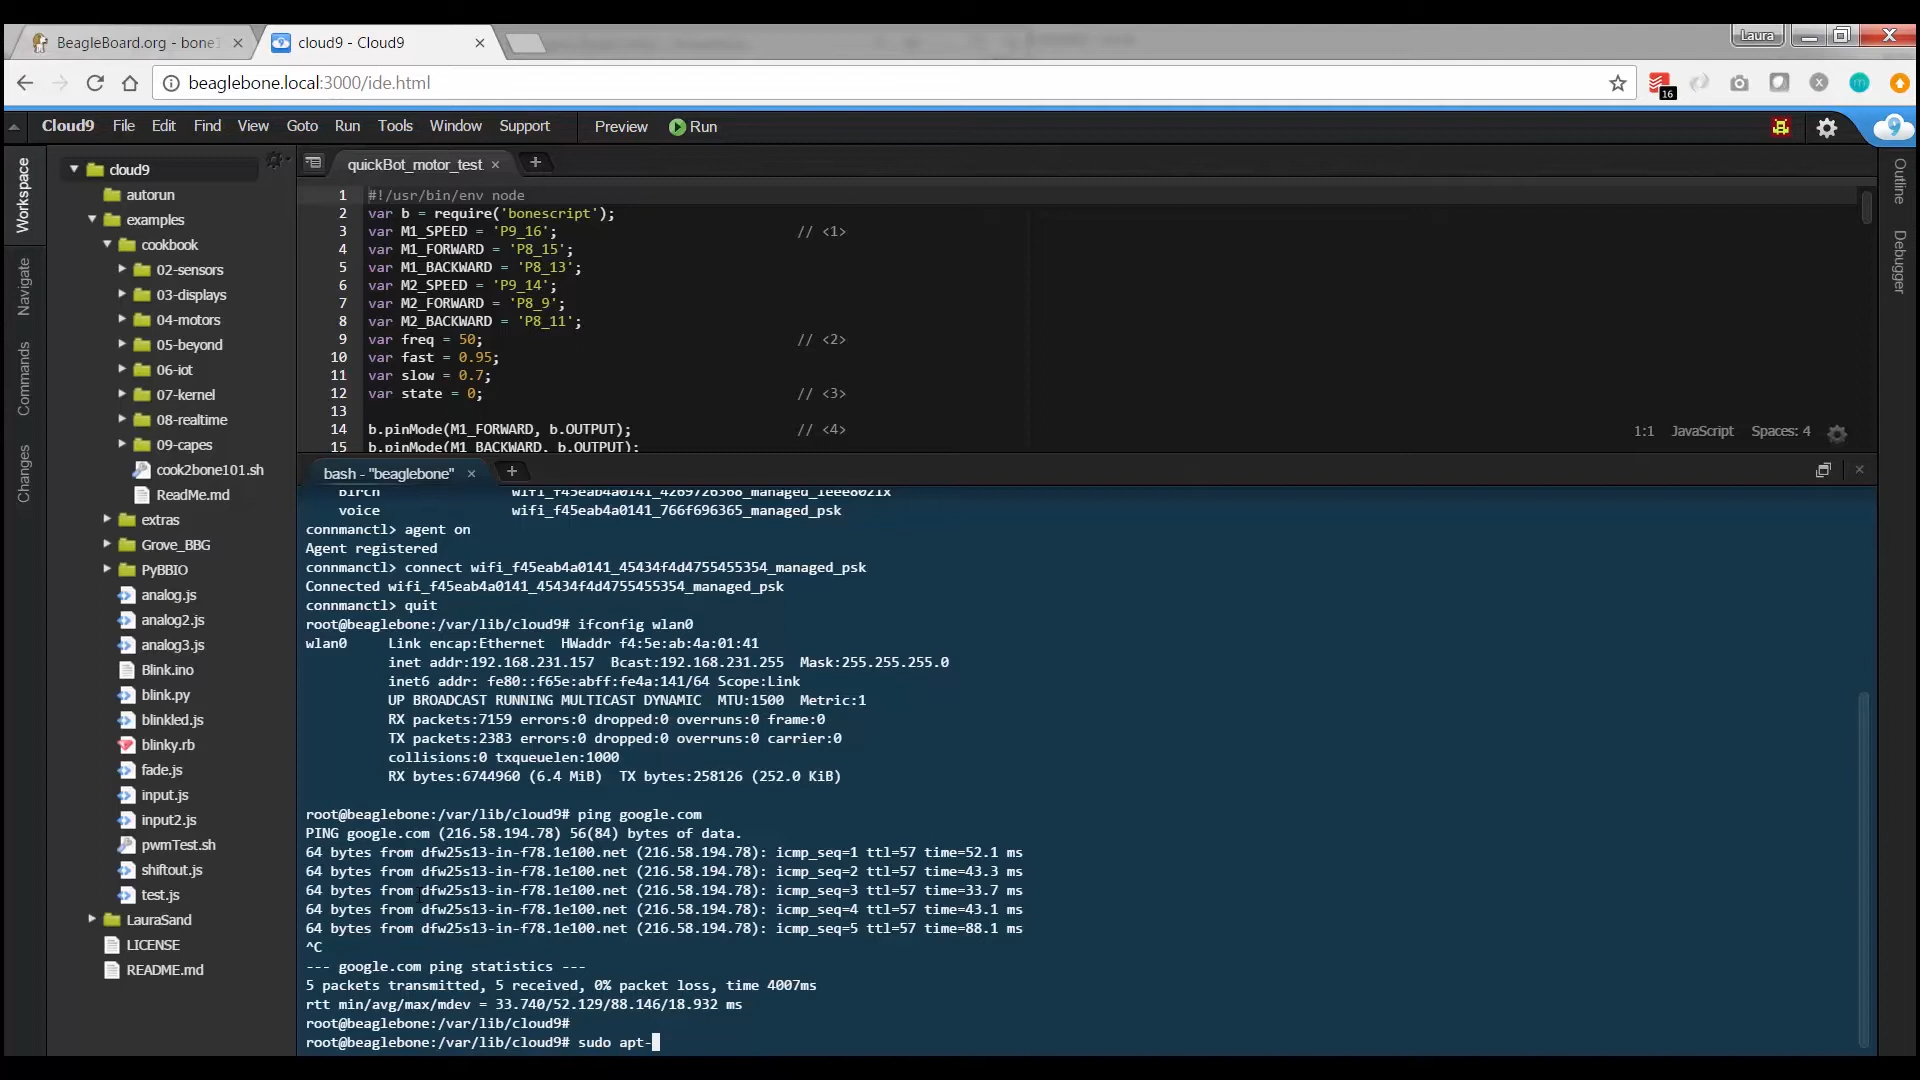 BeagleBoard.org - bone1
cloud9 - Cloud9
Laura
beaglebone.local:3000/ide.html
16
Cloud9 File Edit Find View Goto Run Tools Window Support Preview Run
9
Workspace
Navigate
Commands
Changes
cloud9
autorun
examples
cookbook
02-sensors
03-displays
04-motors
05-beyond
06-iot
07-kernel
08-realtime
09-capes
cook2bone101.sh
ReadMe.md
extras
Grove_BBG
PyBBIO
analog.js
analog2.js
analog3.js
Blink.ino
blink.py
blinkled.js
blinky.rb
fade.js
input.js
input2.js
pwmTest.sh
shiftout.js
test.js
LauraSand
LICENSE
README.md
quickBot_motor_test.
1 #!/usr/bin/env node
2 var b = require('bonescript');
3 var M1_SPEED = 'P9_16'; // <1>
4 var M1_FORWARD = 'P8_15';
5 var M1_BACKWARD = 'P8_13';
6 var M2_SPEED = 'P9_14';
7 var M2_FORWARD = 'P8_9';
8 var M2_BACKWARD = 'P8_11';
9 var freq = 50; // <2>
10 var fast = 0.95;
11 var slow = 0.7;
12 var state = 0; // <3>
13
14 b.pinMode(M1_FORWARD, b.OUTPUT); // <4>
15 b.pinMode(M1_BACKWARD, b.OUTPUT);
1:1 JavaScript Spaces: 4
Outline
Debugger
bash - "beaglebone"
birch wifi_f45eab4a0141_4269726368_managed_ieee8021x
voice wifi_f45eab4a0141_766f696365_managed_psk
connmanctl> agent on
Agent registered
connmanctl> connect wifi_f45eab4a0141_45434f4d4755455354_managed_psk
Connected wifi_f45eab4a0141_45434f4d4755455354_managed_psk
connmanctl> quit
root@beaglebone:/var/lib/cloud9# ifconfig wlan0
wlan0 Link encap:Ethernet HWaddr f4:5e:ab:4a:01:41
inet addr:192.168.231.157 Bcast:192.168.231.255 Mask:255.255.255.0
inet6 addr: fe80::f65e:abff:fe4a:141/64 Scope:Link
UP BROADCAST RUNNING MULTICAST DYNAMIC MTU:1500 Metric:1
RX packets:7159 errors:0 dropped:0 overruns:0 frame:0
TX packets:2383 errors:0 dropped:0 overruns:0 carrier:0
collisions:0 txqueuelen:1000
RX bytes:6744960 (6.4 MiB) TX bytes:258126 (252.0 KiB)
root@beaglebone:/var/lib/cloud9# ping google.com
PING google.com (216.58.194.78) 56(84) bytes of data.
64 bytes from dfw25s13-in-f78.1e100.net (216.58.194.78): icmp_seq=1 ttl=57 time=52.1 ms
64 bytes from dfw25s13-in-f78.1e100.net (216.58.194.78): icmp_seq=2 ttl=57 time=43.3 ms
64 bytes from dfw25s13-in-f78.1e100.net (216.58.194.78): icmp_seq=3 ttl=57 time=33.7 ms
64 bytes from dfw25s13-in-f78.1e100.net (216.58.194.78): icmp_seq=4 ttl=57 time=43.1 ms
64 bytes from dfw25s13-in-f78.1e100.net (216.58.194.78): icmp_seq=5 ttl=57 time=88.1 ms
^C
--- google.com ping statistics ---
5 packets transmitted, 5 received, 0% packet loss, time 4007ms
rtt min/avg/max/mdev = 33.740/52.129/88.146/18.932 ms
root@beaglebone:/var/lib/cloud9#
root@beaglebone:/var/lib/cloud9# sudo apt-